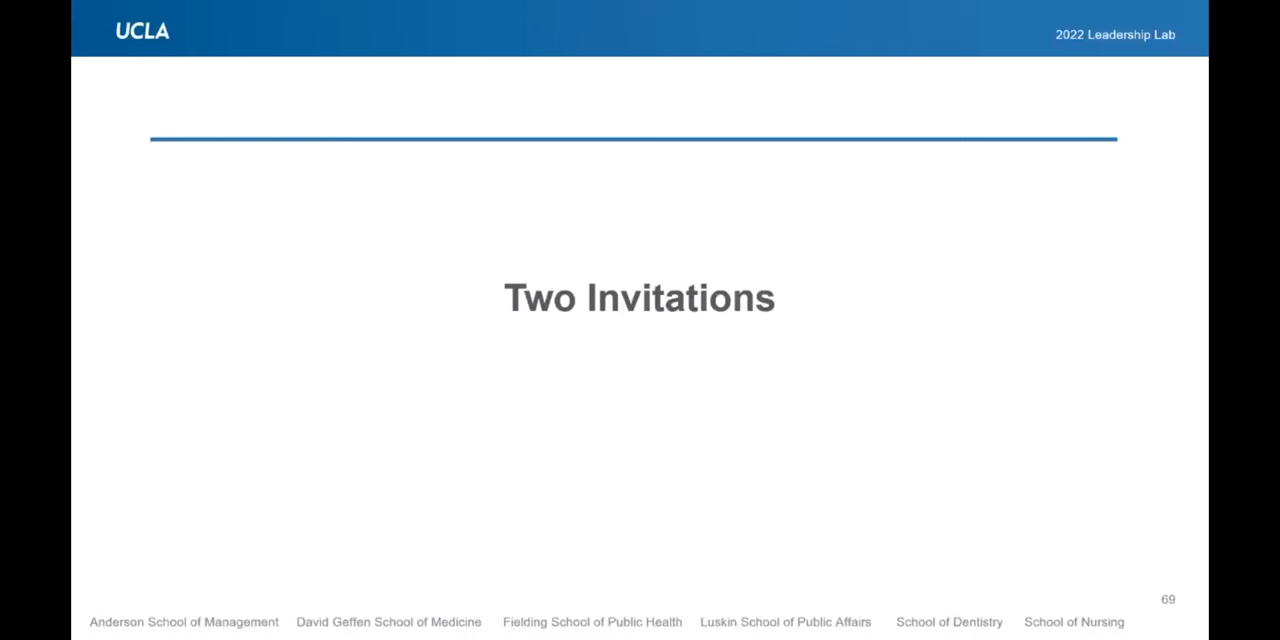 UCLA
2022 Leadership Lab
Two Invitations
69
Anderson School of Management David Geffen School of Medicine Fielding School of Public Health Luskin School of Public Affairs School of Dentistry School of Nursing